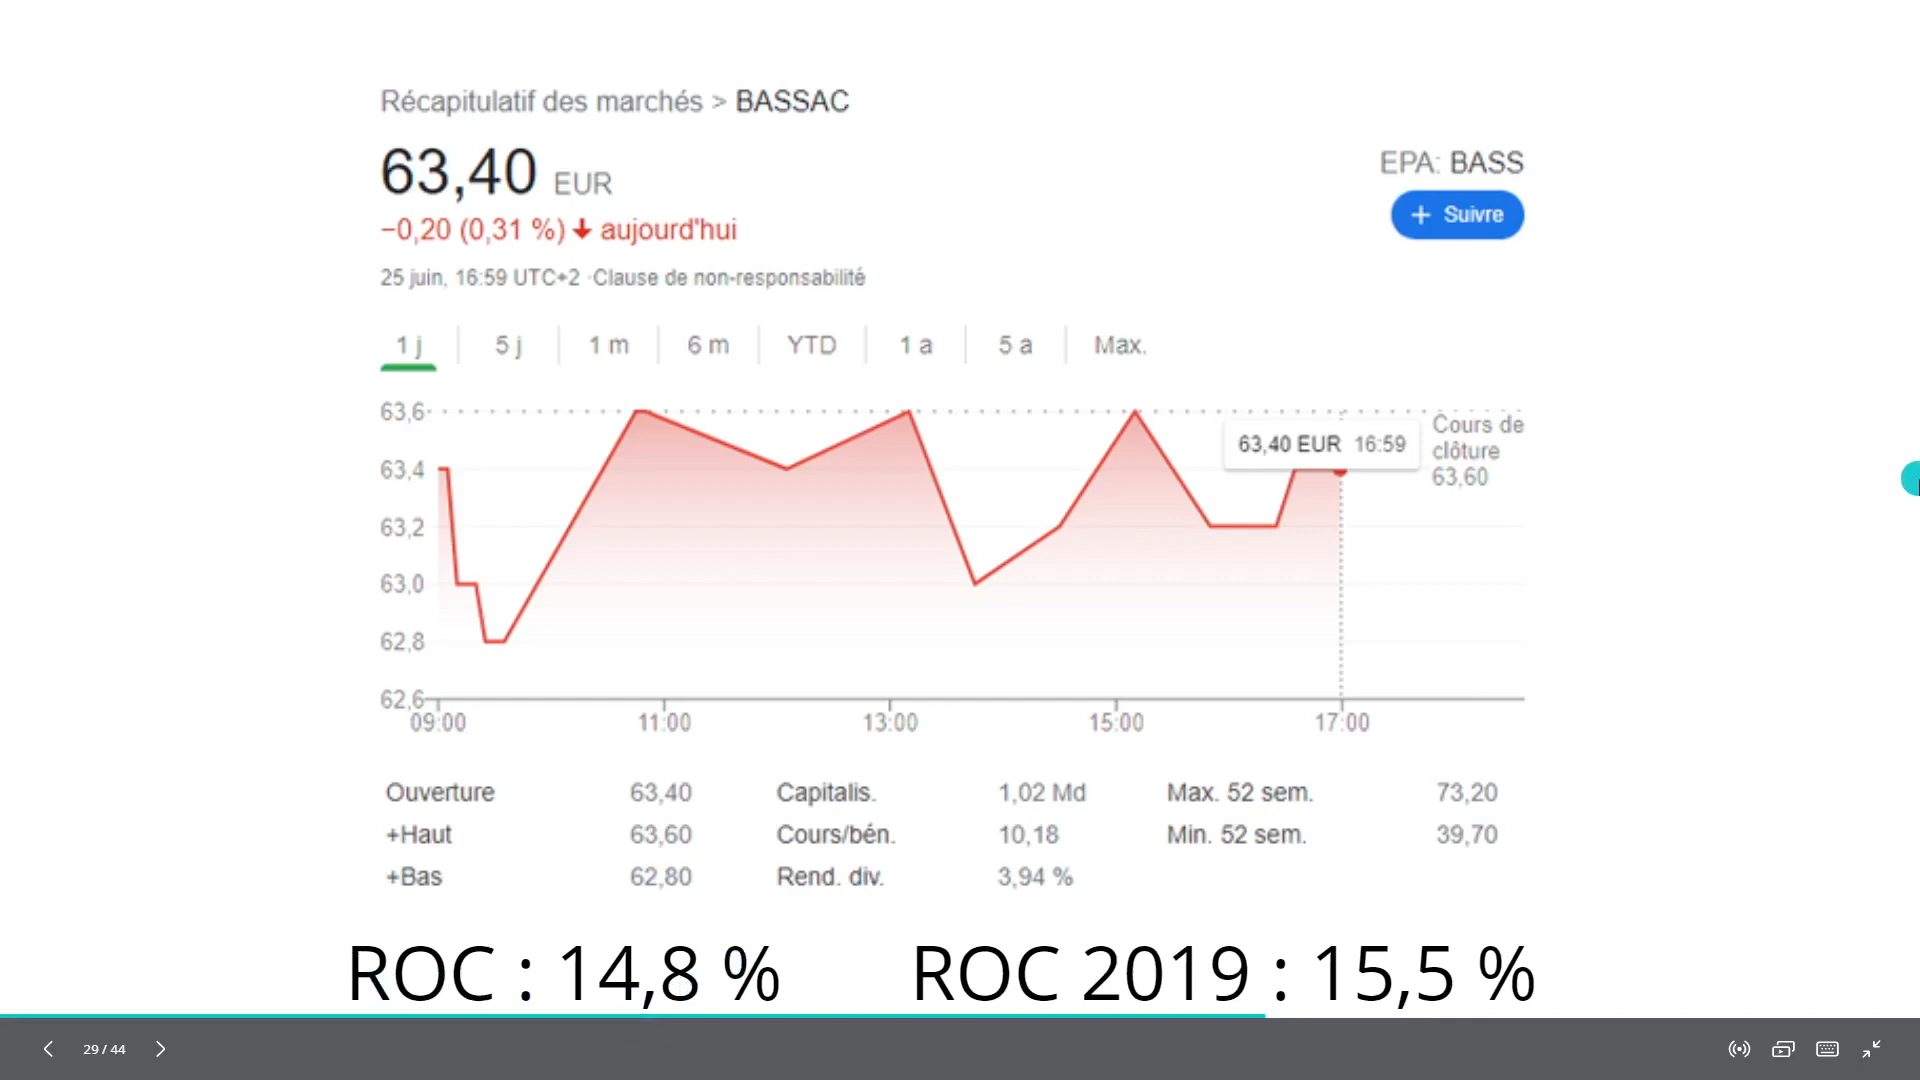 Récapitulatif des marchés > BASSAC
63,40 EUR
EPA: BASS
+ Suivre
−0,20 (0,31 %) ↓ aujourd'hui
25 juin, 16:59 UTC+2 · Clause de non-responsabilité
1 j 5 j 1 m 6 m YTD 1 a 5 a Max.
63,6
63,4
63,2
63,0
62,8
62,6
63,40 EUR 16:59
Cours de
clôture
63,60
09:00 11:00 13:00 15:00 17:00
Ouverture 63,40 Capitalis. 1,02 Md Max. 52 sem. 73,20
+Haut 63,60 Cours/bén. 10,18 Min. 52 sem. 39,70
+Bas 62,80 Rend. div. 3,94 %
ROC : 14,8 % ROC 2019 : 15,5 %
29 / 44